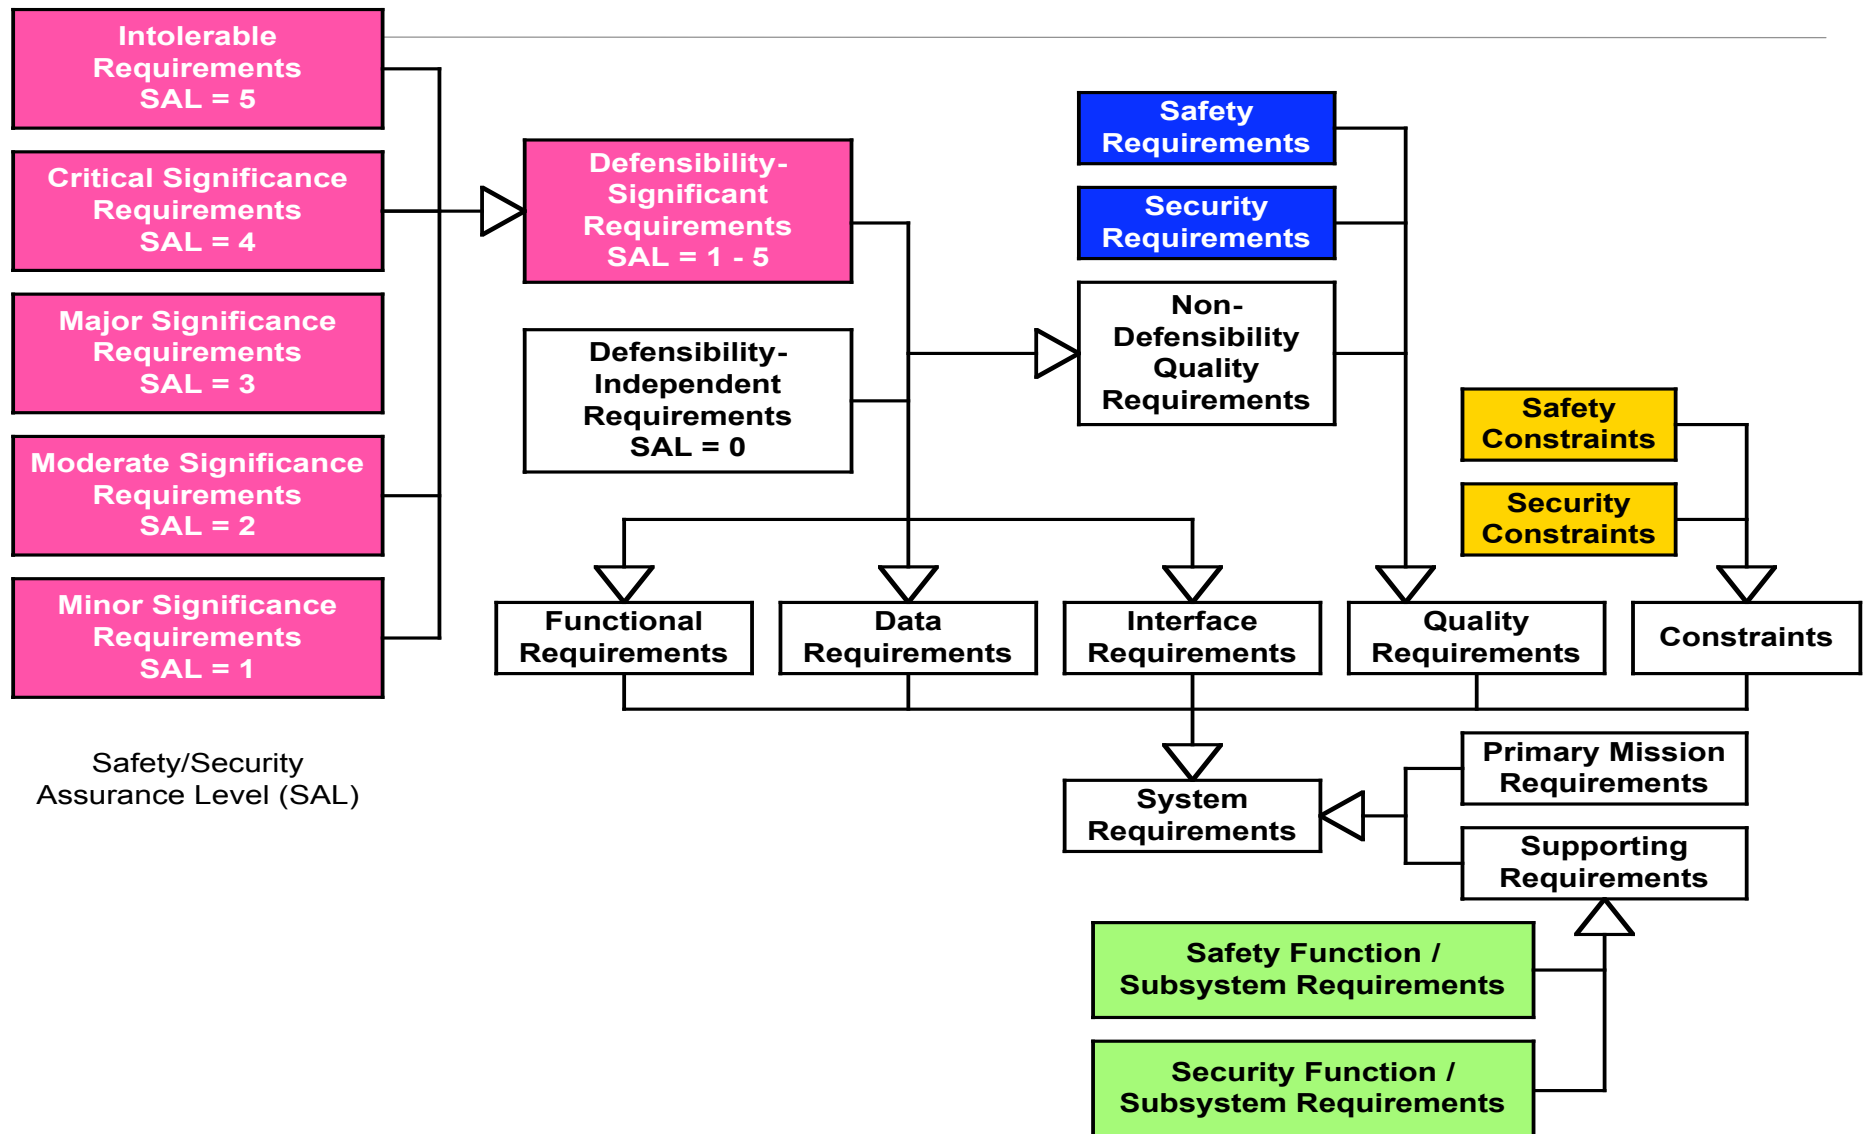 Intolerable
Requirements
SAL = 5
Critical Significance
Requirements
SAL = 4
Major Significance
Requirements
SAL = 3
Moderate Significance
Requirements
SAL = 2
Minor Significance
Requirements
SAL = 1
Safety/Security
Assurance Level (SAL)
Defensibility-
Significant
Requirements
SAL = 1 - 5
Defensibility-
Independent
Requirements
SAL = 0
Safety
Requirements
Security
Requirements
Non-
Defensibility
Quality
Requirements
Safety
Constraints
Security
Constraints
Functional
Requirements
Data
Requirements
Interface
Requirements
Quality
Requirements
Constraints
System
Requirements
Primary Mission
Requirements
Supporting
Requirements
Safety Function /
Subsystem Requirements
Security Function /
Subsystem Requirements